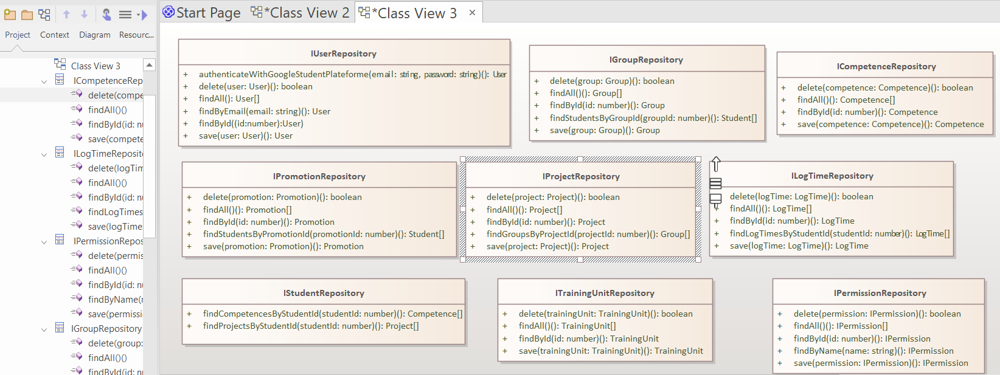 Start Page
*Class View 2
*Class View 3
Project Context Diagram Resourc...
Class View 3
ICompetenceRep
delete(compe
findAll()()
findById(id: nu
save(compete
ILogTimeReposito
delete(logTim
findAll()()
findById(id: nu
findLogTimes
save(logTime
IPermissionRepos
delete(permis
findAll()()
findById(id: nu
findByName(n
save(permissi
IGroupRepository
delete(group:
findAll()()
findById(id: nu
IUserRepository
+ authenticateWithGoogleStudentPlateforme(email: string, password: string)(): User
+ delete(user: User)(): boolean
+ findAll(): User[]
+ findByEmail(email: string)(): User
+ findById((id:number):User)
+ save(user: User)(): User
IGroupRepository
+ delete(group: Group)(): boolean
+ findAll()(): Group[]
+ findById(id: number)(): Group
+ findStudentsByGroupId(groupId: number)(): Student[]
+ save(group: Group)(): Group
ICompetenceRepository
+ delete(competence: Competence)(): boolean
+ findAll()(): Competence[]
+ findById(id: number)(): Competence
+ save(competence: Competence)(): Competence
IPromotionRepository
+ delete(promotion: Promotion)(): boolean
+ findAll()(): Promotion[]
+ findById(id: number)(): Promotion
+ findStudentsByPromotionId(promotionId: number)(): Student[]
+ save(promotion: Promotion)(): Promotion
IProjectRepository
+ delete(project: Project)(): boolean
+ findAll()(): Project[]
+ findById(id: number)(): Project
+ findGroupsByProjectId(projectId: number)(): Group[]
+ save(project: Project)(): Project
ILogTimeRepository
delete(logTime: LogTime)(): boolean
+ findAll()(): LogTime[]
+ findById(id: number)(): LogTime
+ findLogTimesByStudentId(studentId: number)(): LogTime[]
+ save(logTime: LogTime)(): LogTime
IStudentRepository
+ findCompetencesByStudentId(studentId: number)(): Competence[]
+ findProjectsByStudentId(studentId: number)(): Project[]
ITrainingUnitRepository
+ delete(trainingUnit: TrainingUnit)(): boolean
+ findAll()(): TrainingUnit[]
+ findById(id: number)(): TrainingUnit
+ save(trainingUnit: TrainingUnit)(): TrainingUnit
IPermissionRepository
+ delete(permission: IPermission)(): boolean
+ findAll()(): IPermission[]
+ findById(id: number)(): IPermission
+ findByName(name: string)(): IPermission
+ save(permission: IPermission)(): IPermission